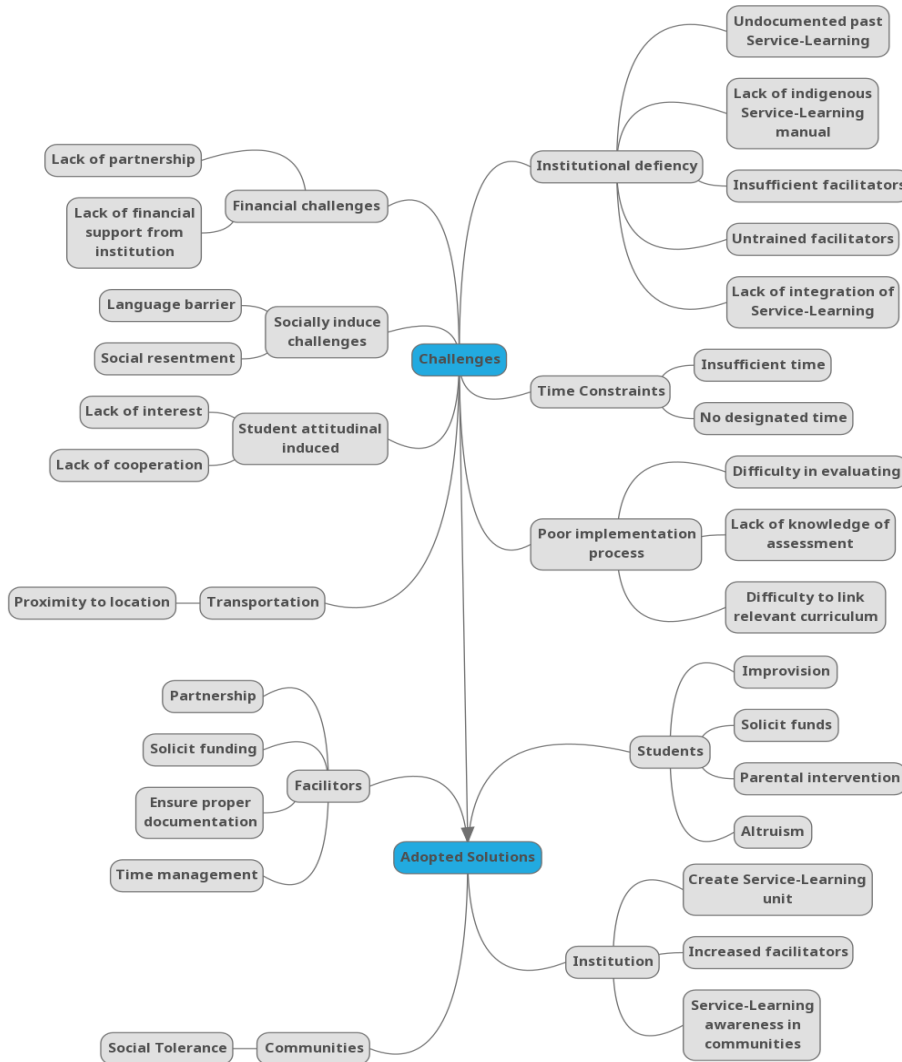 Undocumented past
Service-Learning
Lack of indigenous
Service-Learning
manual
Institutional defiency
Insufficient facilitators
Untrained facilitators
Lack of integration of
Service-Learning
Lack of partnership
Financial challenges
Lack of financial
support from
institution
Language barrier
Socially induce
challenges
Social resentment
Challenges
Time Constraints
Insufficient time
No designated time
Lack of interest
Student attitudinal
induced
Lack of cooperation
Poor implementation
process
Difficulty in evaluating
Lack of knowledge of
assessment
Difficulty to link
relevant curriculum
Proximity to location
Transportation
Partnership
Solicit funding
Facilitors
Ensure proper
documentation
Time management
Students
Improvision
Solicit funds
Parental intervention
Altruism
Adopted Solutions
Institution
Create Service-Learning
unit
Increased facilitators
Service-Learning
awareness in
communities
Social Tolerance
Communities